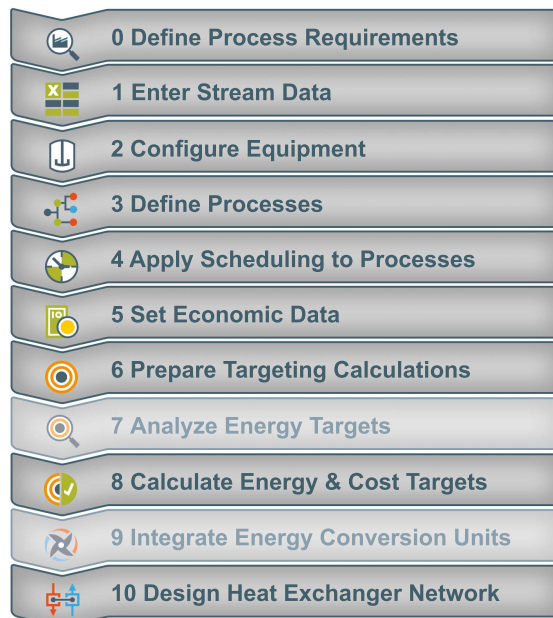 0 Define Process Requirements
1 Enter Stream Data
2 Configure Equipment
3 Define Processes
4 Apply Scheduling to Processes
5 Set Economic Data
6 Prepare Targeting Calculations
7 Analyze Energy Targets
8 Calculate Energy & Cost Targets
9 Integrate Energy Conversion Units
10 Design Heat Exchanger Network